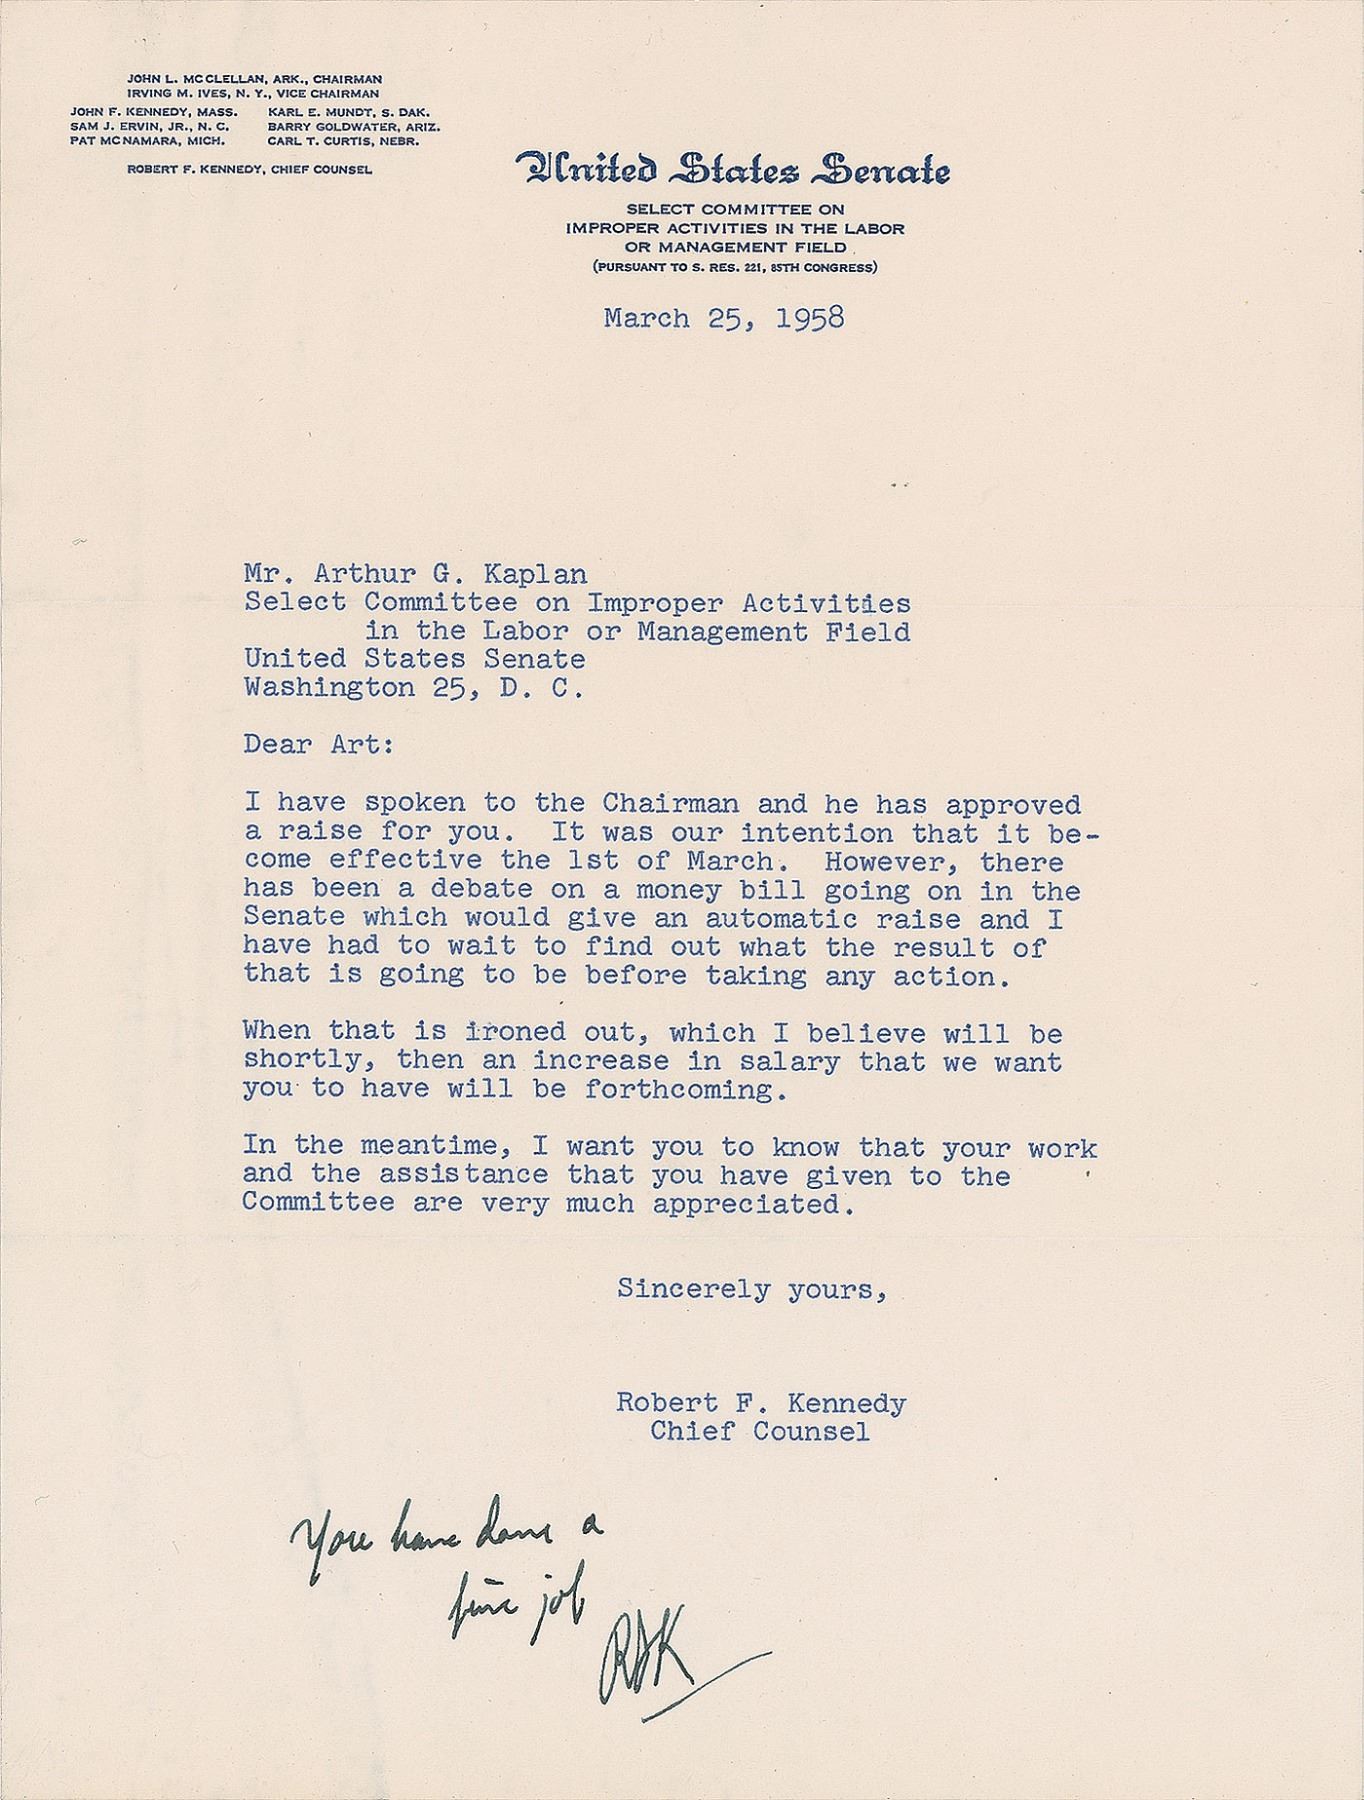 JOHN L. MCCLELLAN, ARK., CHAIRMAN
IRVING M. IVES, N. Y., VICE CHAIRMAN
JOHN F. KENNEDY, MASS. KARL E. MUNDT, S. DAK.
SAM J. ERVIN, JR., N. C. BARRY GOLDWATER, ARIZ.
PAT MCNAMARA, MICH. CARL T. CURTIS, NEBR.
ROBERT F. KENNEDY, CHIEF COUNSEL
United States Senate
SELECT COMMITTEE ON
IMPROPER ACTIVITIES IN THE LABOR
OR MANAGEMENT FIELD
(PURSUANT TO S. RES. 221, 85TH CONGRESS)
March 25, 1958
Mr. Arthur G. Kaplan
Select Committee on Improper Activities
in the Labor or Management Field
United States Senate
Washington 25, D. C.
Dear Art:
I have spoken to the Chairman and he has approved
a raise for you. It was our intention that it be-
come effective the 1st of March. However, there
has been a debate on a money bill going on in the
Senate which would give an automatic raise and I
have had to wait to find out what the result of
that is going to be before taking any action.
When that is ironed out, which I believe will be
shortly, then an increase in salary that we want
you to have will be forthcoming.
In the meantime, I want you to know that your work
and the assistance that you have given to the
Committee are very much appreciated.
Sincerely yours,
Robert F. Kennedy
Chief Counsel
You have done a
fine job
RFK